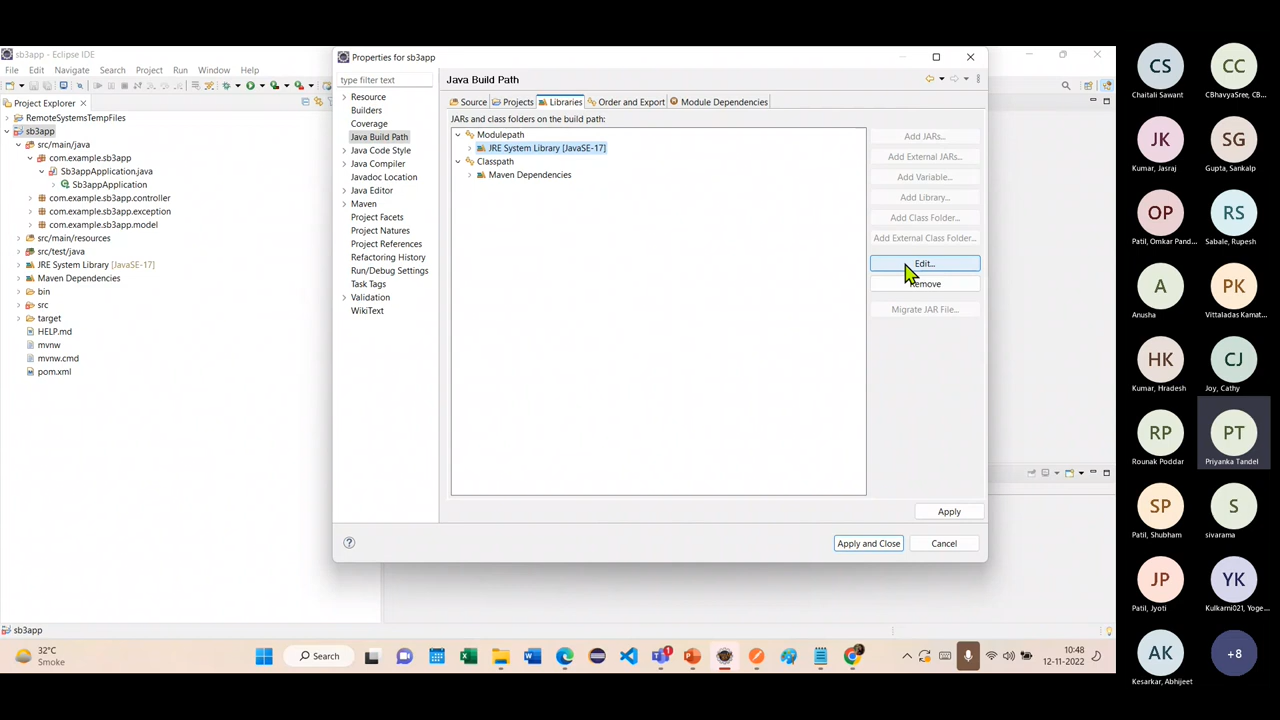 sb3app - Eclipse IDE
File Edit Navigate Search Project Run Window Help
Project Explorer
RemoteSystemsTempFiles
sb3app
src/main/java
com.example.sb3app
Sb3appApplication.java
Sb3appApplication
com.example.sb3app.controller
com.example.sb3app.exception
com.example.sb3app.model
src/main/resources
src/test/java
JRE System Library [JavaSE-17]
Maven Dependencies
bin
src
target
HELP.md
mvnw
mvnw.cmd
pom.xml
sb3app
Properties for sb3app
type filter text
Resource
Builders
Coverage
Java Build Path
Java Code Style
Java Compiler
Javadoc Location
Java Editor
Maven
Project Facets
Project Natures
Project References
Refactoring History
Run/Debug Settings
Task Tags
Validation
WikiText
Java Build Path
Source Projects Libraries Order and Export Module Dependencies
JARs and class folders on the build path:
Modulepath
JRE System Library [JavaSE-17]
Classpath
Maven Dependencies
Add JARs...
Add External JARs...
Add Variable...
Add Library...
Add Class Folder...
Add External Class Folder...
Edit...
Remove
Migrate JAR File...
Apply
Apply and Close Cancel
32°C
Smoke
Search
1
10:48
12-11-2022
CS CC
Chaitali Sawant CBhavyaSree, CB...
JK SG
Kumar, Jasraj Gupta, Sankalp
OP RS
Patil, Omkar Pand... Sabale, Rupesh
A PK
Anusha Vittaladas Kamat...
HK CJ
Kumar, Hradesh Joy, Cathy
RP PT
Rounak Poddar Priyanka Tandel
SP S
Patil, Shubham sivarama
JP YK
Patil, Jyoti Kulkarni021, Yoge...
AK +8
Kesarkar, Abhijeet